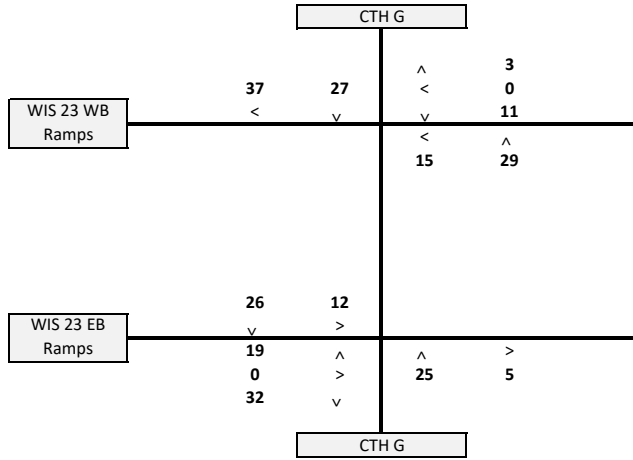 CTH G
^ 3
37 27 < 0
WIS 23 WB
Ramps
< v v 11
< ^
15 29
26 12
WIS 23 EB
Ramps
v >
19 ^ ^ >
0 > 25 5
32 v
CTH G